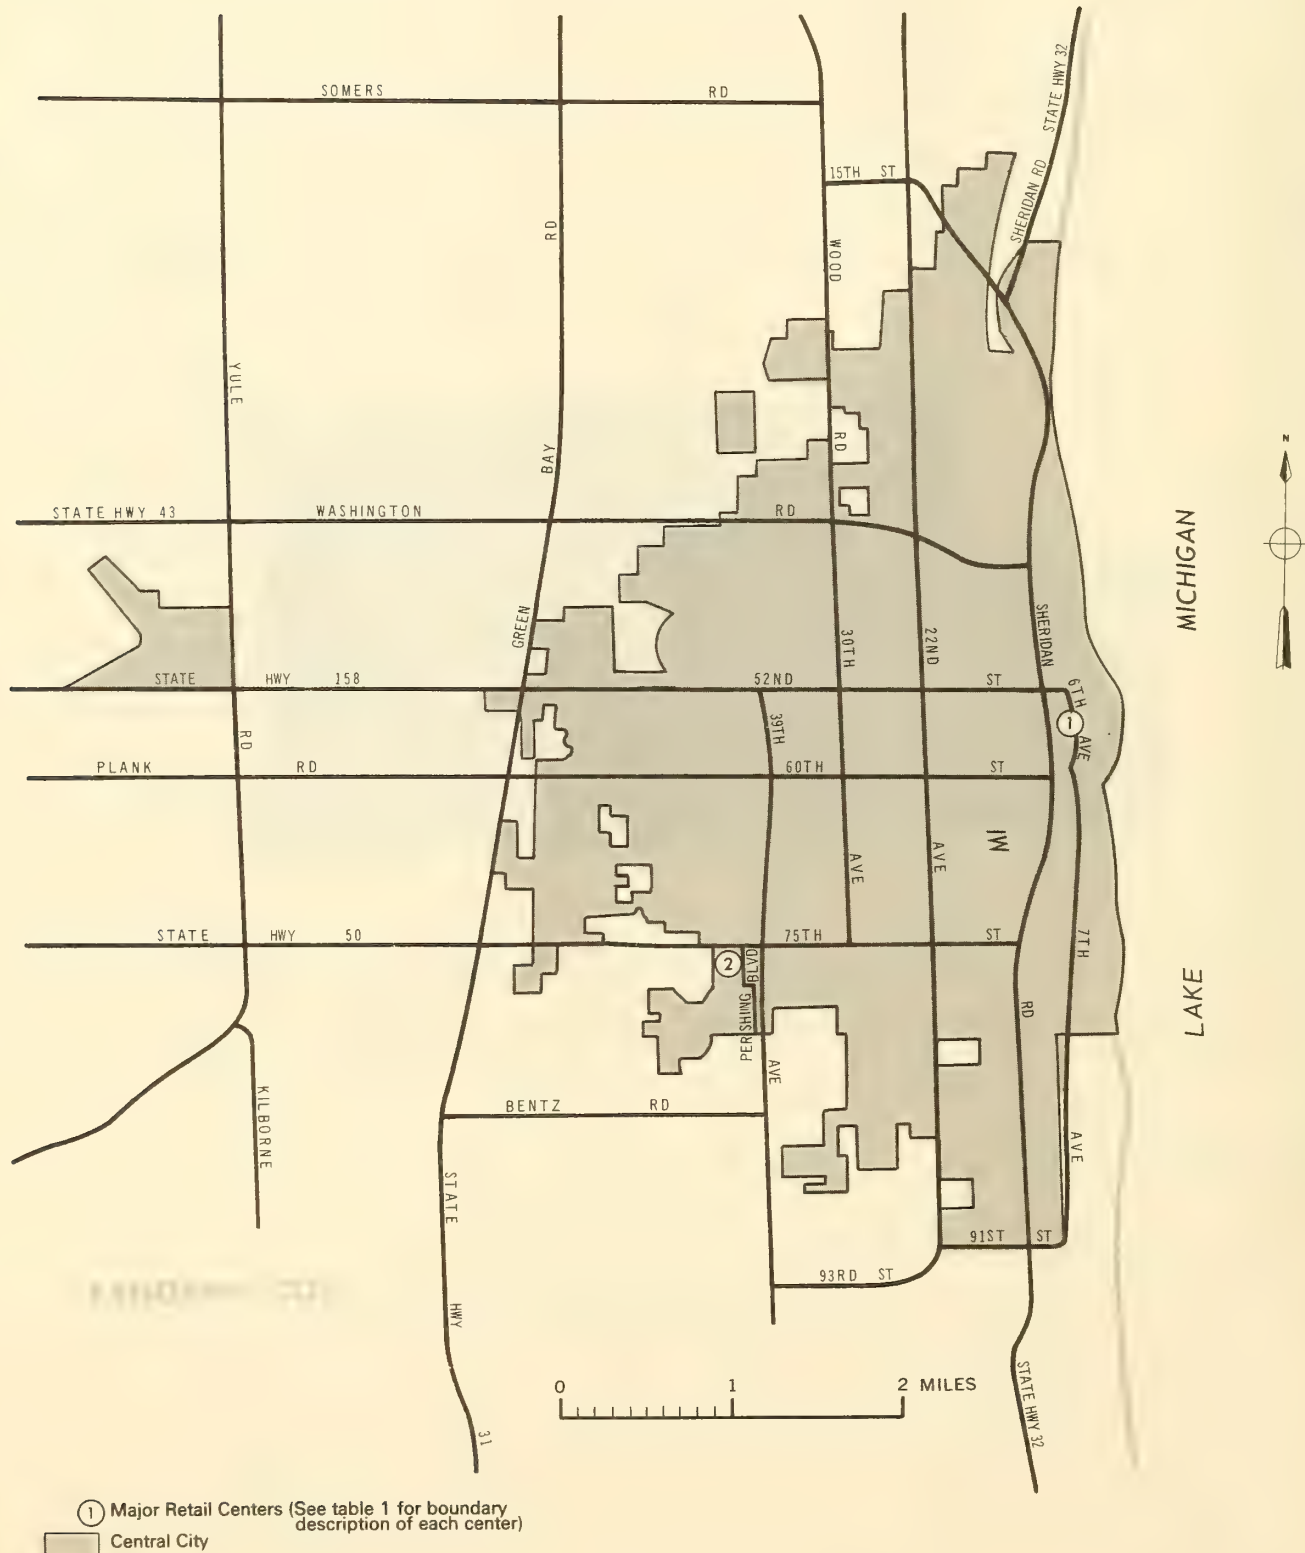 STATE HWY 32
SOMERS RD
15TH ST
SHERIDAN RD
RD
WOOD
YULE
RD
BAY
N
STATE HWY 43 WASHINGTON RD
MICHIGAN
GREEN
30TH
22ND
SHERIDAN
STATE HWY 158 52ND ST
6TH
1
39TH
RD
AVE
PLANK RD 60TH ST
AVE
AVE
STATE HWY 50 75TH ST
7TH
2
BLVD
LAKE
PERSHING
RD
AVE
KILBORNE
BENTZ RD
AVE
STATE
91ST ST
93RD ST
HWY
STATE HWY 32
0 1 2 MILES
31
1 Major Retail Centers (See table 1 for boundary
description of each center)
Central City